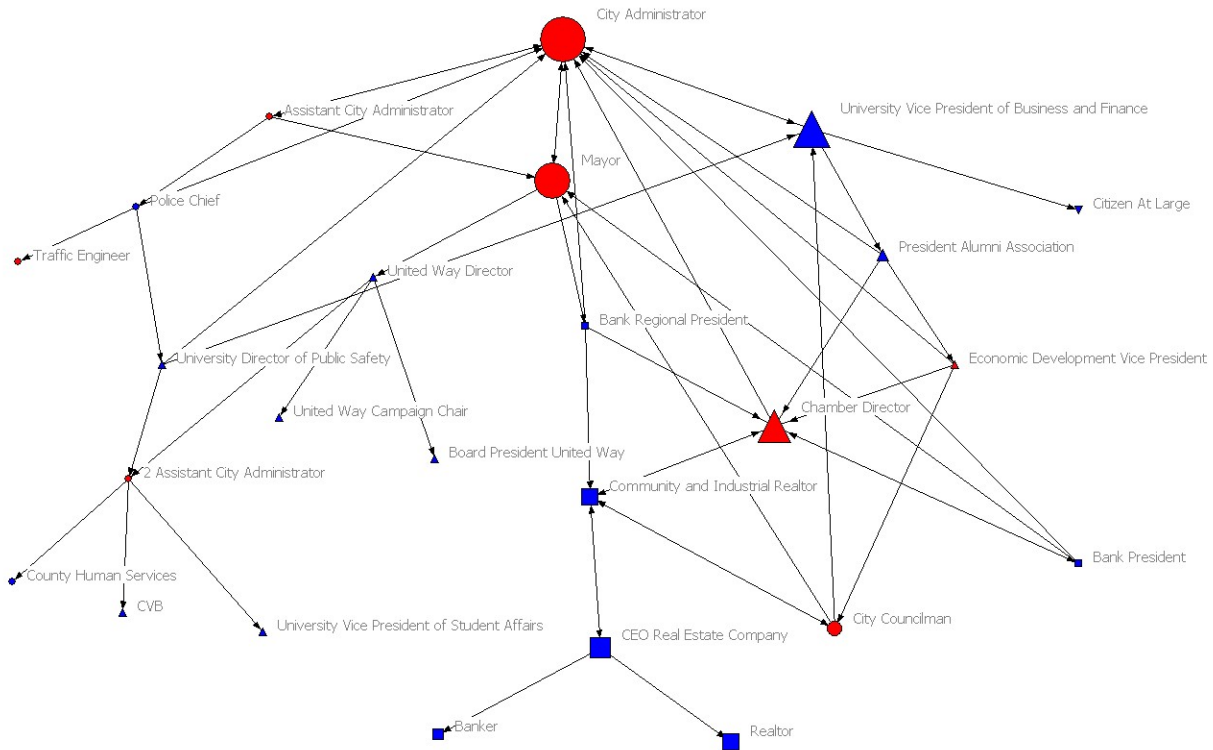 City Administrator
University Vice President of Business and Finance
Assistant City Administrator
Mayor
Police Chief
Citizen At Large
Traffic Engineer
President Alumni Association
United Way Director
Bank Regional President
University Director of Public Safety
Economic Development Vice President
United Way Campaign Chair
Chamber Director
Board President United Way
2 Assistant City Administrator
Community and Industrial Realtor
County Human Services
Bank President
CVB
University Vice President of Student Affairs
City Councilman
CEO Real Estate Company
Banker
Realtor